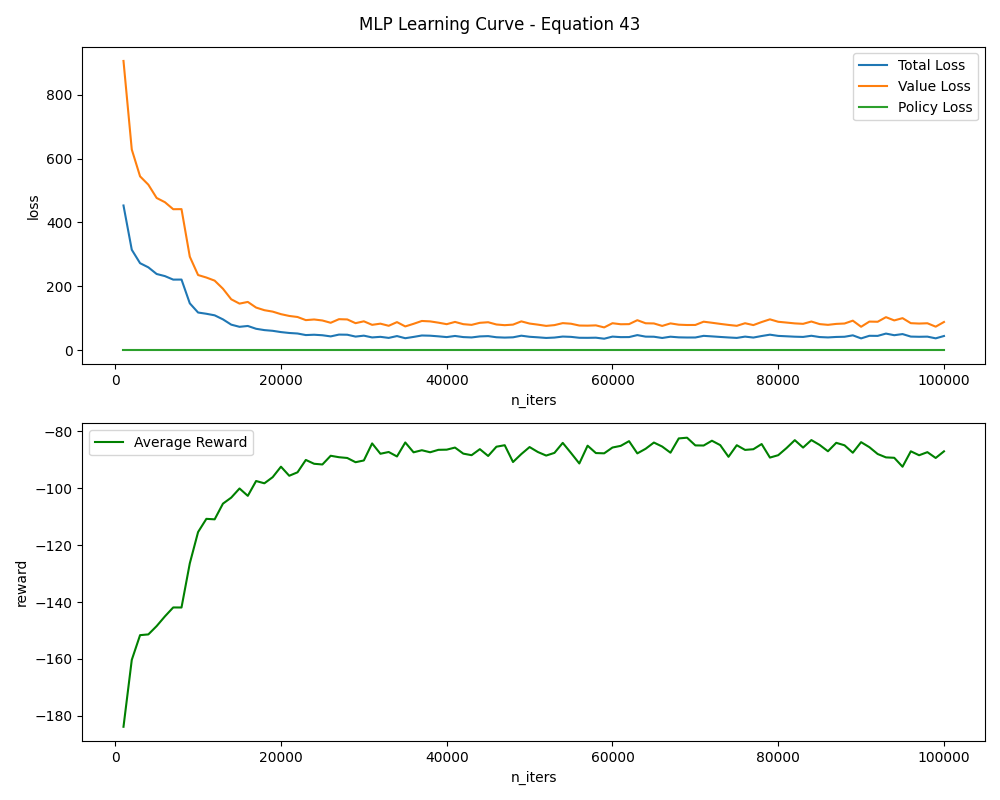 MLP Learning Curve - Equation 43
Total Loss
Value Loss
Policy Loss
loss
800
600
400
200
0
0 20000 40000 60000 80000 100000
n_iters
Average Reward
reward
−80
−100
−120
−140
−160
−180
0 20000 40000 60000 80000 100000
n_iters